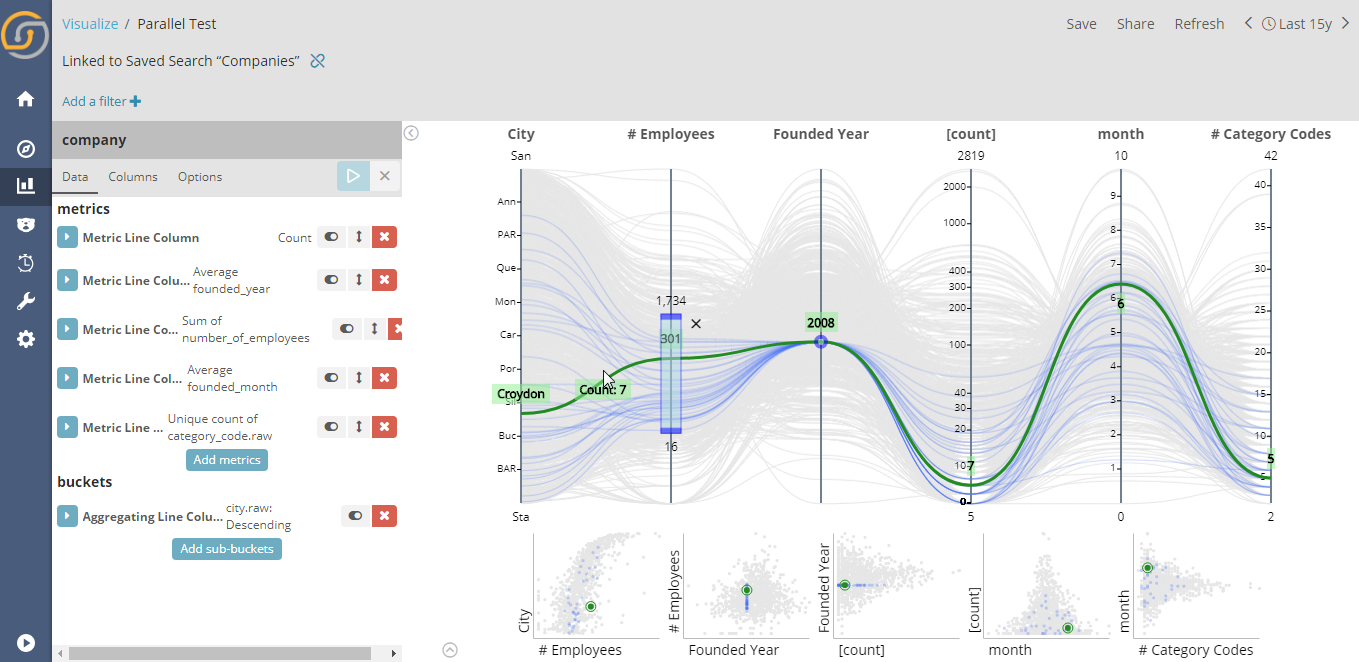 Visualize / Parallel Test
Save Share Refresh Last 15y
Linked to Saved Search “Companies”
Add a filter
company
Data Columns Options
metrics
Metric Line Column Count
Metric Line Colu... Average
founded_year
Metric Line Co... Sum of
number_of_employees
Metric Line Col... Average
founded_month
Metric Line ... Unique count of
category_code.raw
Add metrics
buckets
Aggregating Line Colu... city.raw:
Descending
Add sub-buckets
City # Employees Founded Year [count] month # Category Codes
San 2819 10 42
Ann
PAR
Que
Mon
Car
Por
Buc
BAR
Sta
Croydon
Count: 7
1,734
301
16
2008
2000
1000
400
300
200
100
40
30
20
10
7
0
5
9
8
7
6
6
5
4
3
2
1
0
40
35
30
25
20
15
10
5
5
2
City
# Employees
# Employees
Founded Year
Founded Year
[count]
[count]
month
month
# Category Codes